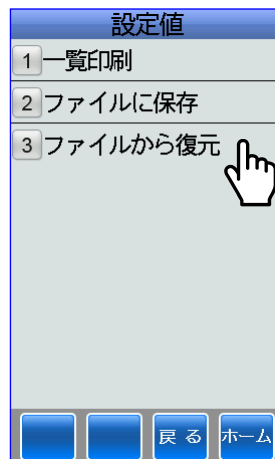 設定値
1 一覧印刷
2 ファイルに保存
3 ファイルから復元
戻る ホーム